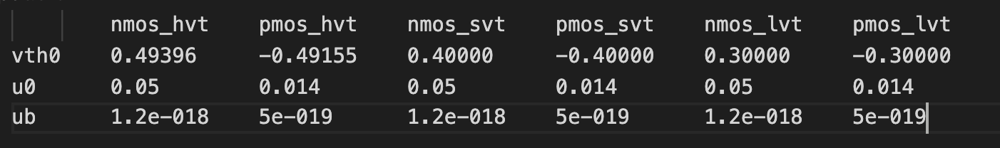 nmos_hvt pmos_hvt nmos_svt pmos_svt nmos_lvt pmos_lvt
vth0 0.49396 -0.49155 0.40000 -0.40000 0.30000 -0.30000
u0 0.05 0.014 0.05 0.014 0.05 0.014
ub 1.2e-018 5e-019 1.2e-018 5e-019 1.2e-018 5e-019